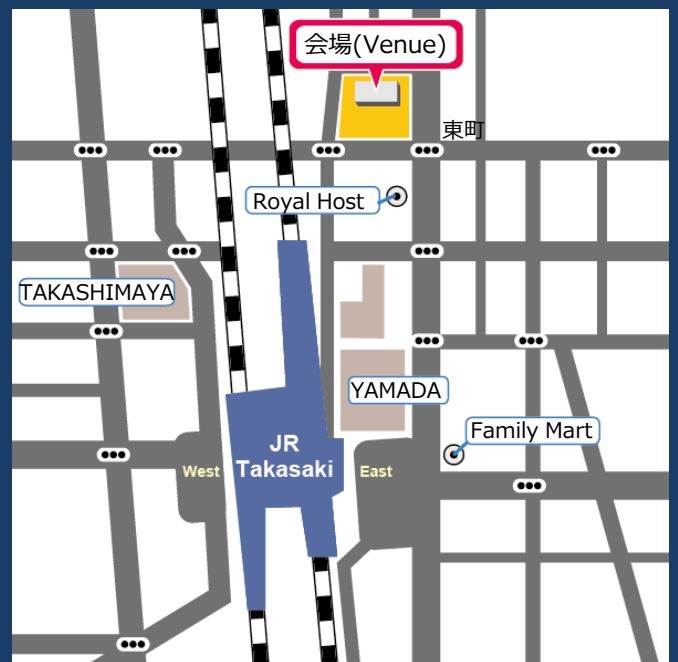 会場(Venue)
東町
Royal Host
TAKASHIMAYA
YAMADA
Family Mart
JR
Takasaki
West
East